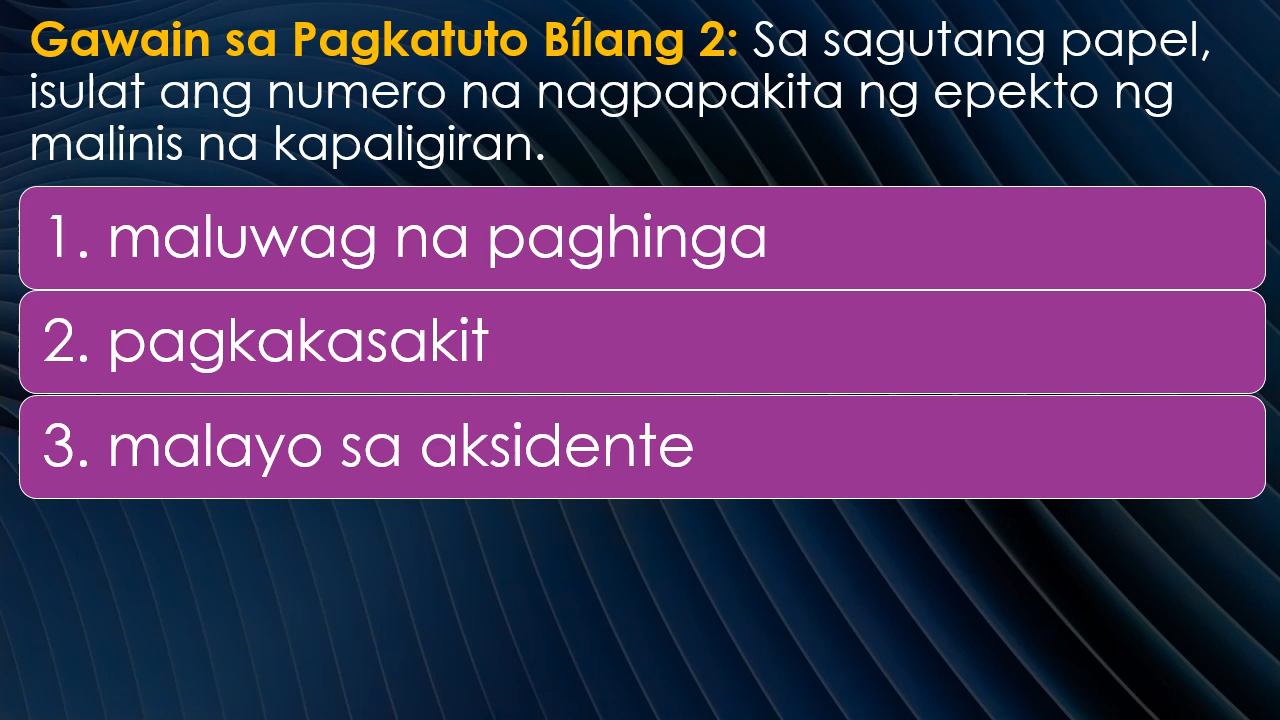 Gawain sa Pagkatuto Bílang 2: Sa sagutang papel,
isulat ang numero na nagpapakita ng epekto ng
malinis na kapaligiran.
1. maluwag na paghinga
2. pagkakasakit
3. malayo sa aksidente